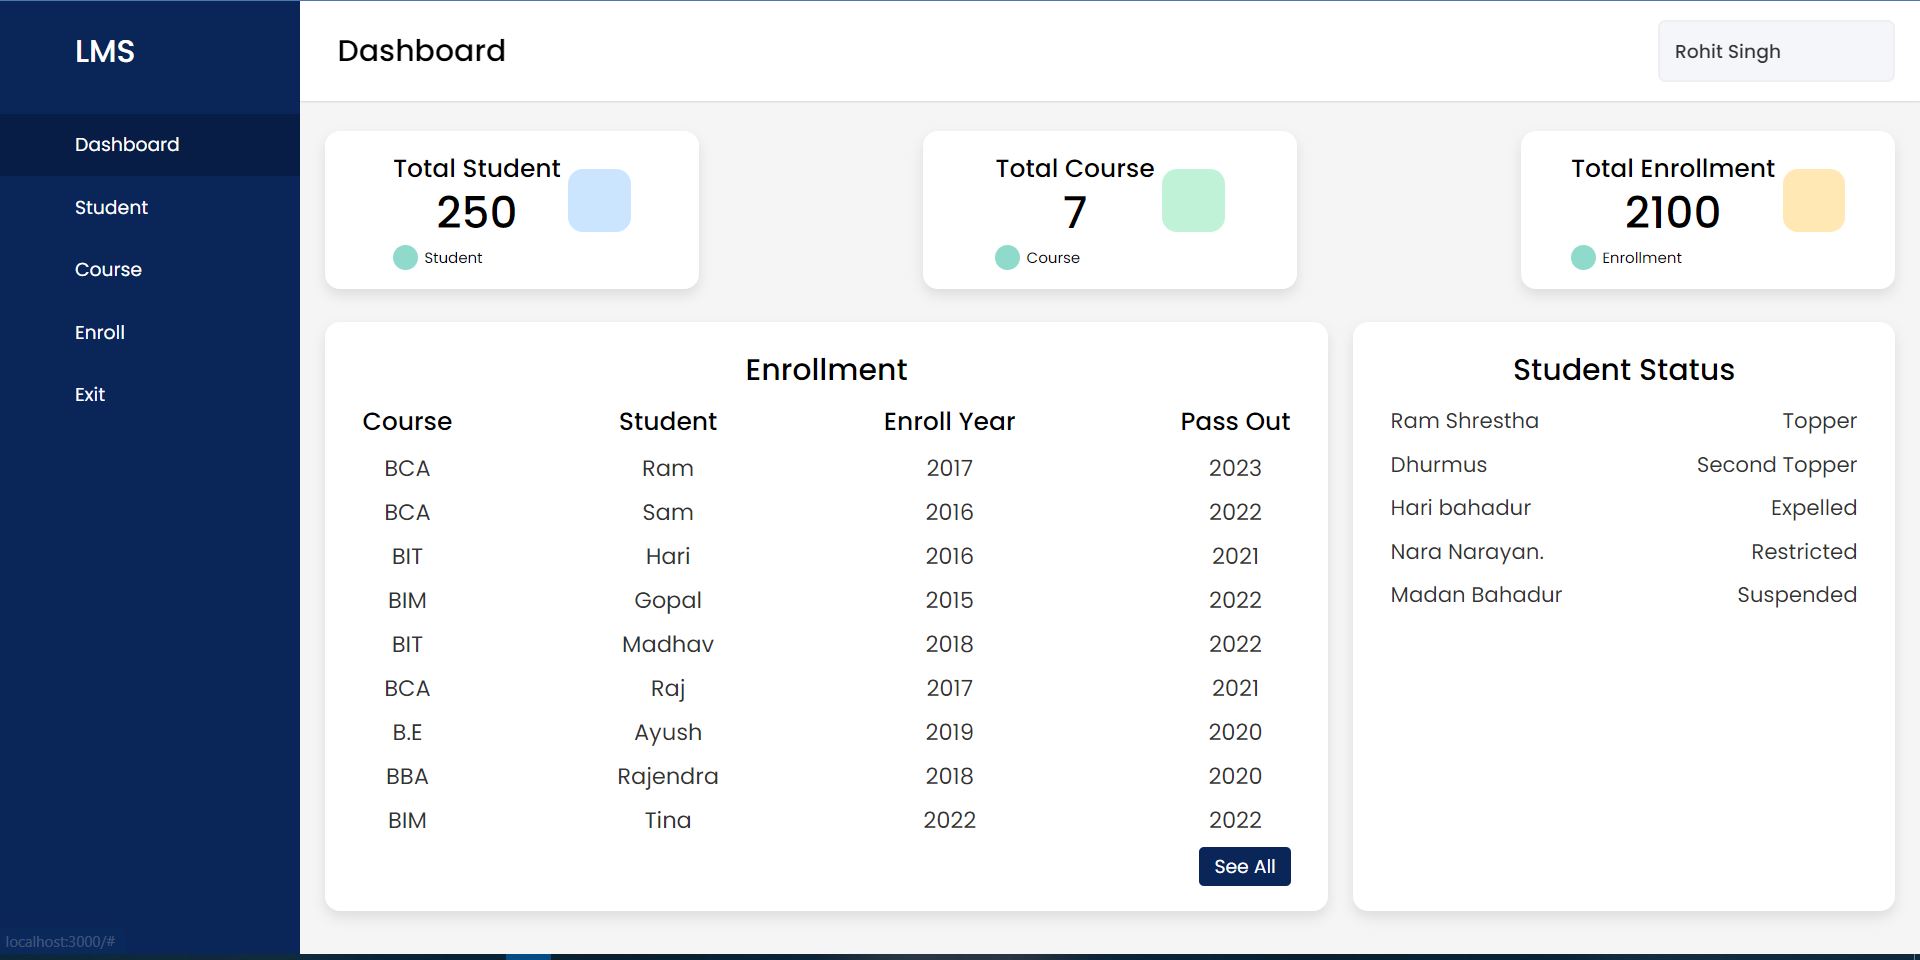 LMS
Dashboard
Rohit Singh
Dashboard
Student
Course
Enroll
Exit
Total Student
250
Student
Total Course
7
Course
Total Enrollment
2100
Enrollment
Enrollment
Course Student Enroll Year Pass Out
BCA Ram 2017 2023
BCA Sam 2016 2022
BIT Hari 2016 2021
BIM Gopal 2015 2022
BIT Madhav 2018 2022
BCA Raj 2017 2021
B.E Ayush 2019 2020
BBA Rajendra 2018 2020
BIM Tina 2022 2022
See All
Student Status
Ram Shrestha Topper
Dhurmus Second Topper
Hari bahadur Expelled
Nara Narayan. Restricted
Madan Bahadur Suspended
localhost:3000/#